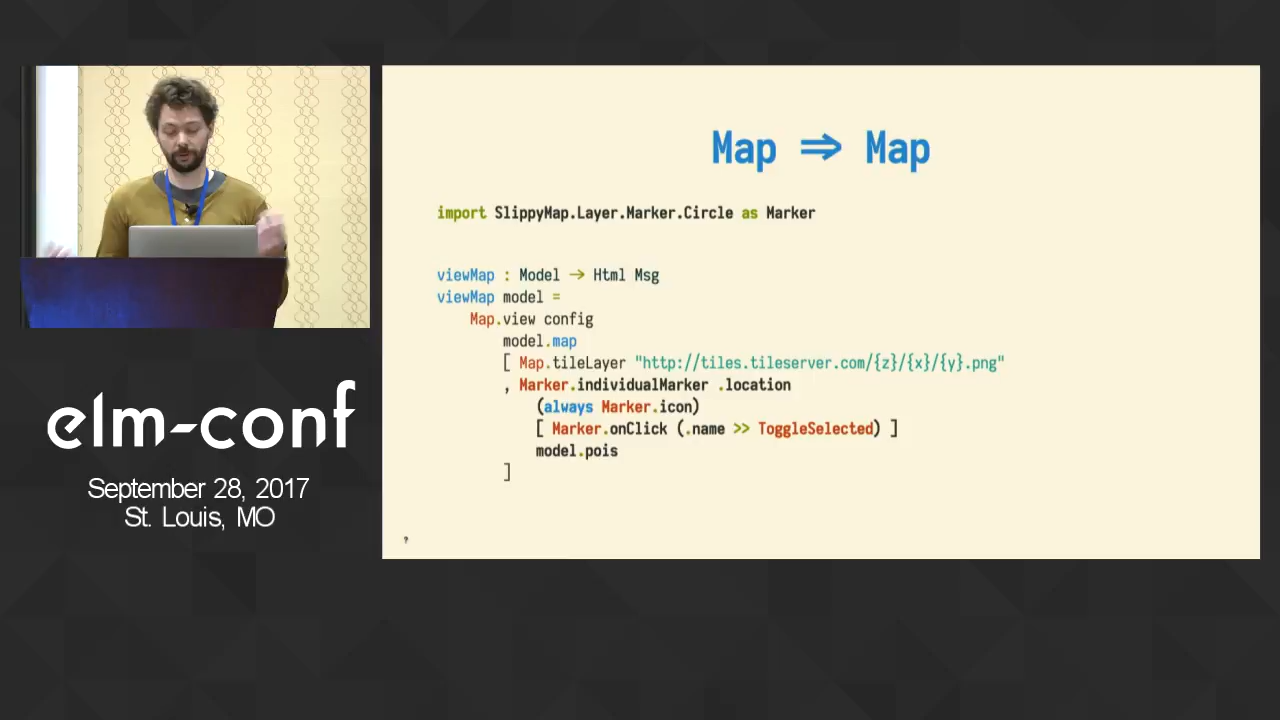 elm-conf
September 28, 2017
St. Louis, MO
Map ⇒ Map
import SlippyMap.Layer.Marker.Circle as Marker
viewMap : Model → Html Msg
viewMap model =
    Map.view config
        model.map
        [ Map.tileLayer "http://tiles.tileserver.com/{z}/{x}/{y}.png"
        , Marker.individualMarker .location
            (always Marker.icon)
            [ Marker.onClick (.name >> ToggleSelected) ]
            model.pois
        ]